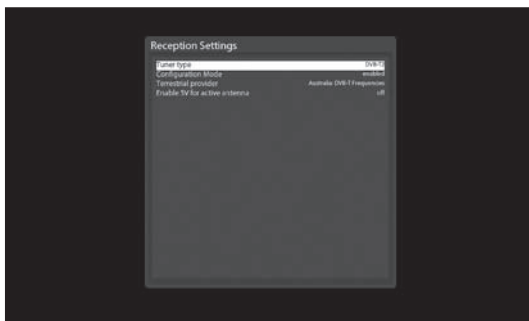 Reception Settings
Tuner type DVB-T2
Configuration Mode enabled
Terrestrial provider Australia DVB-T Frequencies
Enable 5V for active antenna off